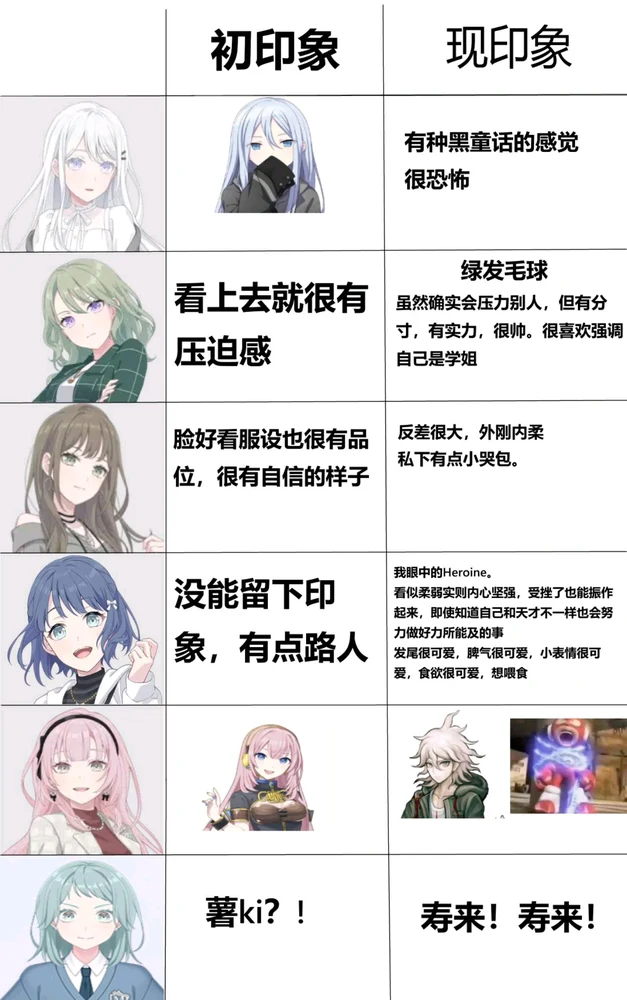 初印象
现印象
有种黑童话的感觉
很恐怖
看上去就很有
压迫感
绿发毛球
虽然确实会压力别人，但有分
寸，有实力，很帅。很喜欢强调
自己是学姐
脸好看服设也很有品
位，很有自信的样子
反差很大，外刚内柔
私下有点小哭包。
没能留下印
象，有点路人
我眼中的Heroine。
看似柔弱实则内心坚强，受挫了也能振作
起来，即使知道自己和天才不一样也会努
力做好力所能及的事
发尾很可爱，脾气很可爱，小表情很可
爱，食欲很可爱，想喂食
薯ki？！
寿来！寿来！